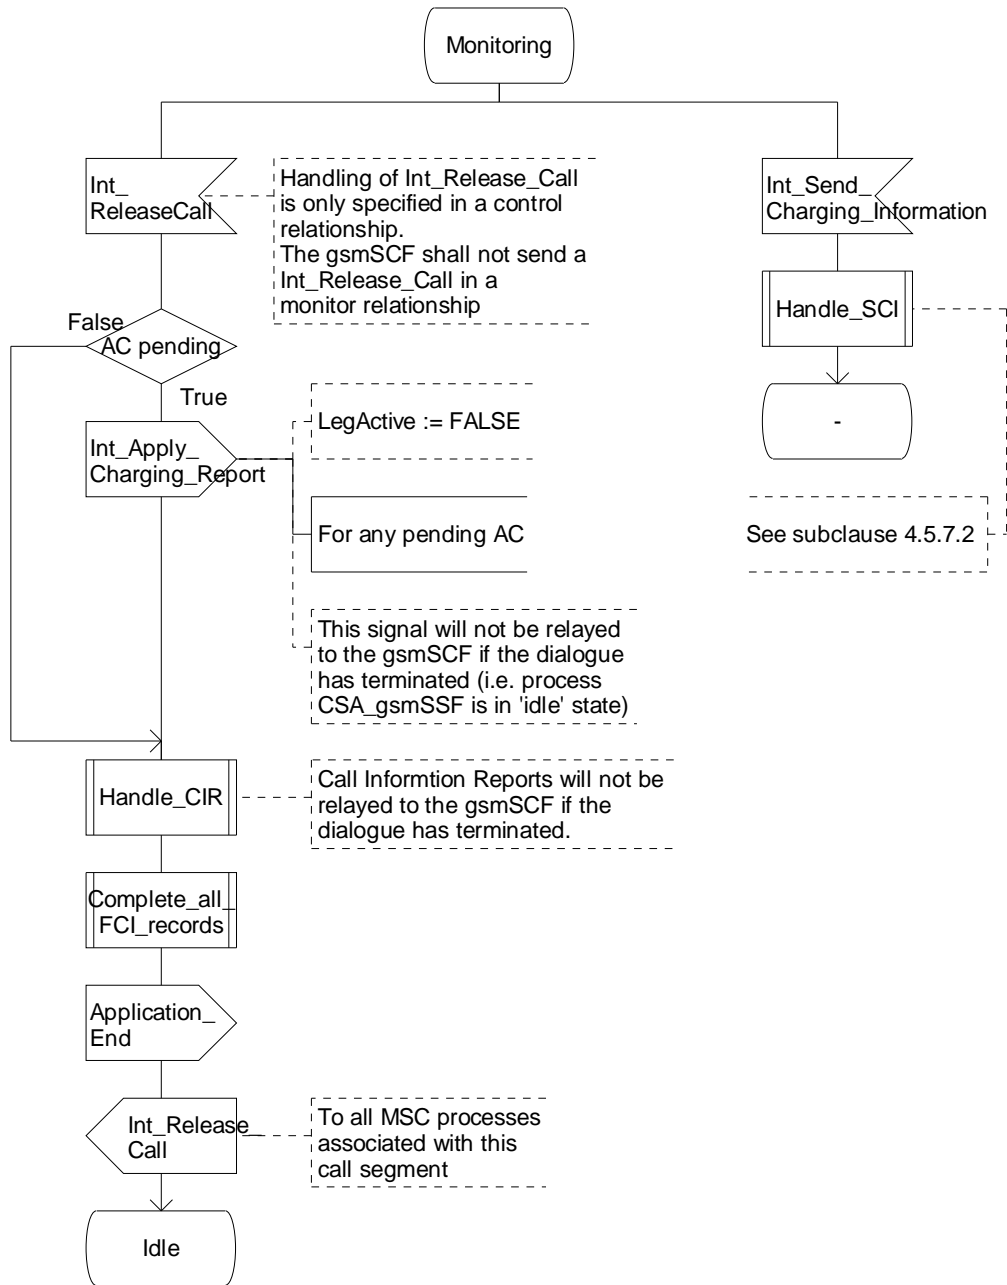 Monitoring
Int_
ReleaseCall
Handling of Int_Release_Call
is only specified in a control
relationship.
The gsmSCF shall not send a
Int_Release_Call in a
monitor relationship
Int_Send_
Charging_Information
Handle_SCI
False
AC pending
True
-
LegActive := FALSE
Int_Apply_
Charging_Report
For any pending AC
See subclause 4.5.7.2
This signal will not be relayed
to the gsmSCF if the dialogue
has terminated (i.e. process
CSA_gsmSSF is in 'idle' state)
Handle_CIR
Call Informtion Reports will not be
relayed to the gsmSCF if the
dialogue has terminated.
Complete_all_
FCI_records
Application_
End
Int_Release_
Call
To all MSC processes
associated with this
call segment
Idle